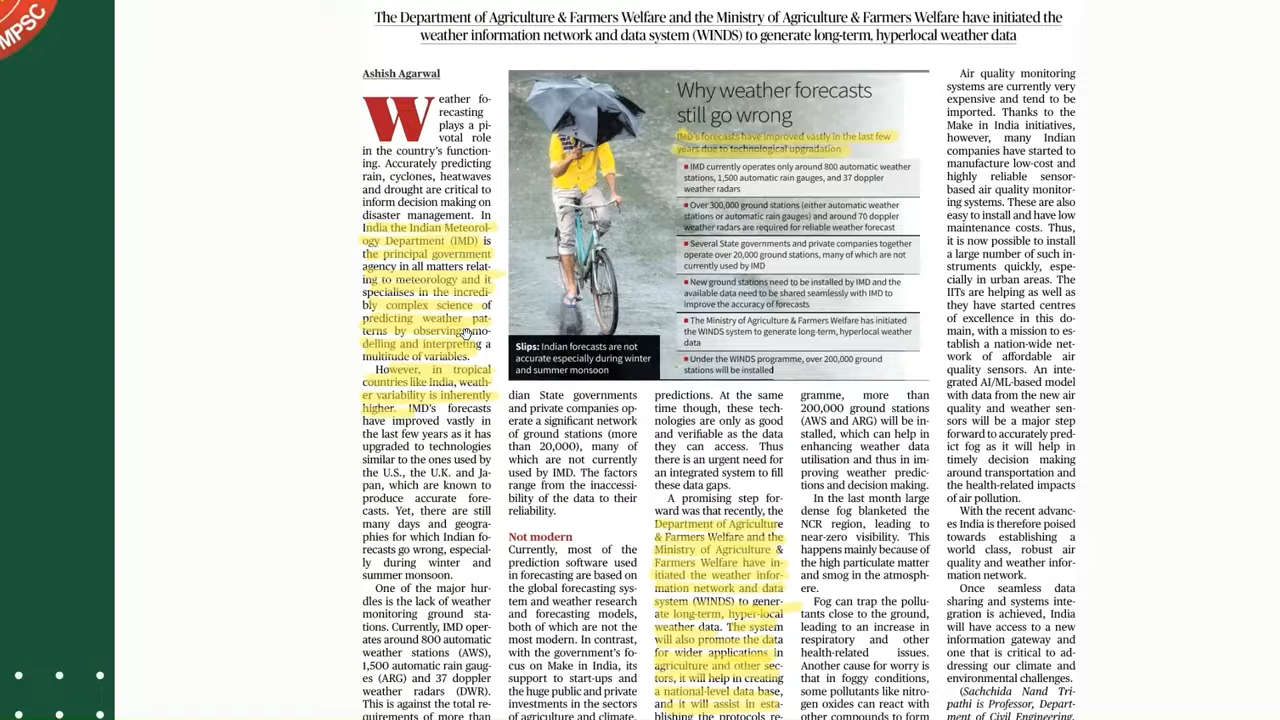 MPSC
The Department of Agriculture & Farmers Welfare and the Ministry of Agriculture & Farmers Welfare have initiated the
weather information network and data system (WINDS) to generate long-term, hyperlocal weather data
Ashish Agarwal
Weather fo-
recasting
plays a pi-
votal role
in the country's function-
ing. Accurately predicting
rain, cyclones, heatwaves
and drought are critical to
inform decision making on
disaster management. In
India the Indian Meteorol-
ogy Department (IMD) is
the principal government
agency in all matters relat-
ing to meteorology and it
specialises in the incredi-
bly complex science of
predicting weather pat-
terns by observing, mo-
delling and interpreting a
multitude of variables.
However, in tropical
countries like India, weath-
er variability is inherently
higher. IMD's forecasts
have improved vastly in
the last few years as it has
upgraded to technologies
similar to the ones used by
the U.S., the U.K. and Ja-
pan, which are known to
produce accurate fore-
casts. Yet, there are still
many days and geogra-
phies for which Indian fo-
recasts go wrong, especial-
ly during winter and
summer monsoon.
One of the major hur-
dles is the lack of weather
monitoring ground sta-
tions. Currently, IMD oper-
ates around 800 automatic
weather stations (AWS),
1,500 automatic rain gaug-
es (ARG) and 37 doppler
weather radars (DWR).
This is against the total re-
quirements of more than
Why weather forecasts
still go wrong
IMD's forecasts have improved vastly in the last few
years due to technological upgradation
■ IMD currently operates only around 800 automatic weather
stations, 1,500 automatic rain gauges, and 37 doppler
weather radars
■ Over 300,000 ground stations (either automatic weather
stations or automatic rain gauges) and around 70 doppler
weather radars are required for reliable weather forecast
■ Several State governments and private companies together
operate over 20,000 ground stations, many of which are not
currently used by IMD
■ New ground stations need to be installed by IMD and the
available data need to be shared seamlessly with IMD to
improve the accuracy of forecasts
■ The Ministry of Agriculture & Farmers Welfare has initiated
the WINDS system to generate long-term, hyperlocal weather
data
■ Under the WINDS programme, over 200,000 ground
stations will be installed
Slips: Indian forecasts are not
accurate especially during winter
and summer monsoon
dian State governments
and private companies op-
erate a significant network
of ground stations (more
than 20,000), many of
which are not currently
used by IMD. The factors
range from the inaccessi-
bility of the data to their
reliability.
Not modern
Currently, most of the
prediction software used
in forecasting are based on
the global forecasting sys-
tem and weather research
and forecasting models,
both of which are not the
most modern. In contrast,
with the government's fo-
cus on Make in India, its
support to start-ups and
the huge public and private
investments in the sectors
of agriculture and climate,
predictions. At the same
time though, these tech-
nologies are only as good
and verifiable as the data
they can access. Thus
there is an urgent need for
an integrated system to fill
these data gaps.
A promising step for-
ward was that recently, the
Department of Agriculture
& Farmers Welfare and the
Ministry of Agriculture &
Farmers Welfare have in-
itiated the weather infor-
mation network and data
system (WINDS) to gener-
ate long-term, hyper-local
weather data. The system
will also promote the data
for wider applications in
agriculture and other sec-
tors, it will help in creating
a national-level data base,
and it will assist in esta-
blishing the protocols re-
gramme, more than
200,000 ground stations
(AWS and ARG) will be in-
stalled, which can help in
enhancing weather data
utilisation and thus in im-
proving weather predic-
tions and decision making.
In the last month large
dense fog blanketed the
NCR region, leading to
near-zero visibility. This
happens mainly because of
the high particulate matter
and smog in the atmosph-
ere.
Fog can trap the pollu-
tants close to the ground,
leading to an increase in
respiratory and other
health-related issues.
Another cause for worry is
that in foggy conditions,
some pollutants like nitro-
gen oxides can react with
other compounds to form
Air quality monitoring
systems are currently very
expensive and tend to be
imported. Thanks to the
Make in India initiatives,
however, many Indian
companies have started to
manufacture low-cost and
highly reliable sensor-
based air quality monitor-
ing systems. These are also
easy to install and have low
maintenance costs. Thus,
it is now possible to install
a large number of such in-
struments quickly, espe-
cially in urban areas. The
IITs are helping as well as
they have started centres
of excellence in this do-
main, with a mission to es-
tablish a nation-wide net-
work of affordable air
quality sensors. An inte-
grated AI/ML-based model
with data from the new air
quality and weather sen-
sors will be a major step
forward to accurately pred-
ict fog as it will help in
timely decision making
around transportation and
the health-related impacts
of air pollution.
With the recent advanc-
es India is therefore poised
towards establishing a
world class, robust air
quality and weather infor-
mation network.
Once seamless data
sharing and systems inte-
gration is achieved, India
will have access to a new
information gateway and
one that is critical to ad-
dressing our climate and
environmental challenges.
(Sachchida Nand Tri-
pathi is Professor, Depart-
ment of Civil Engineering,